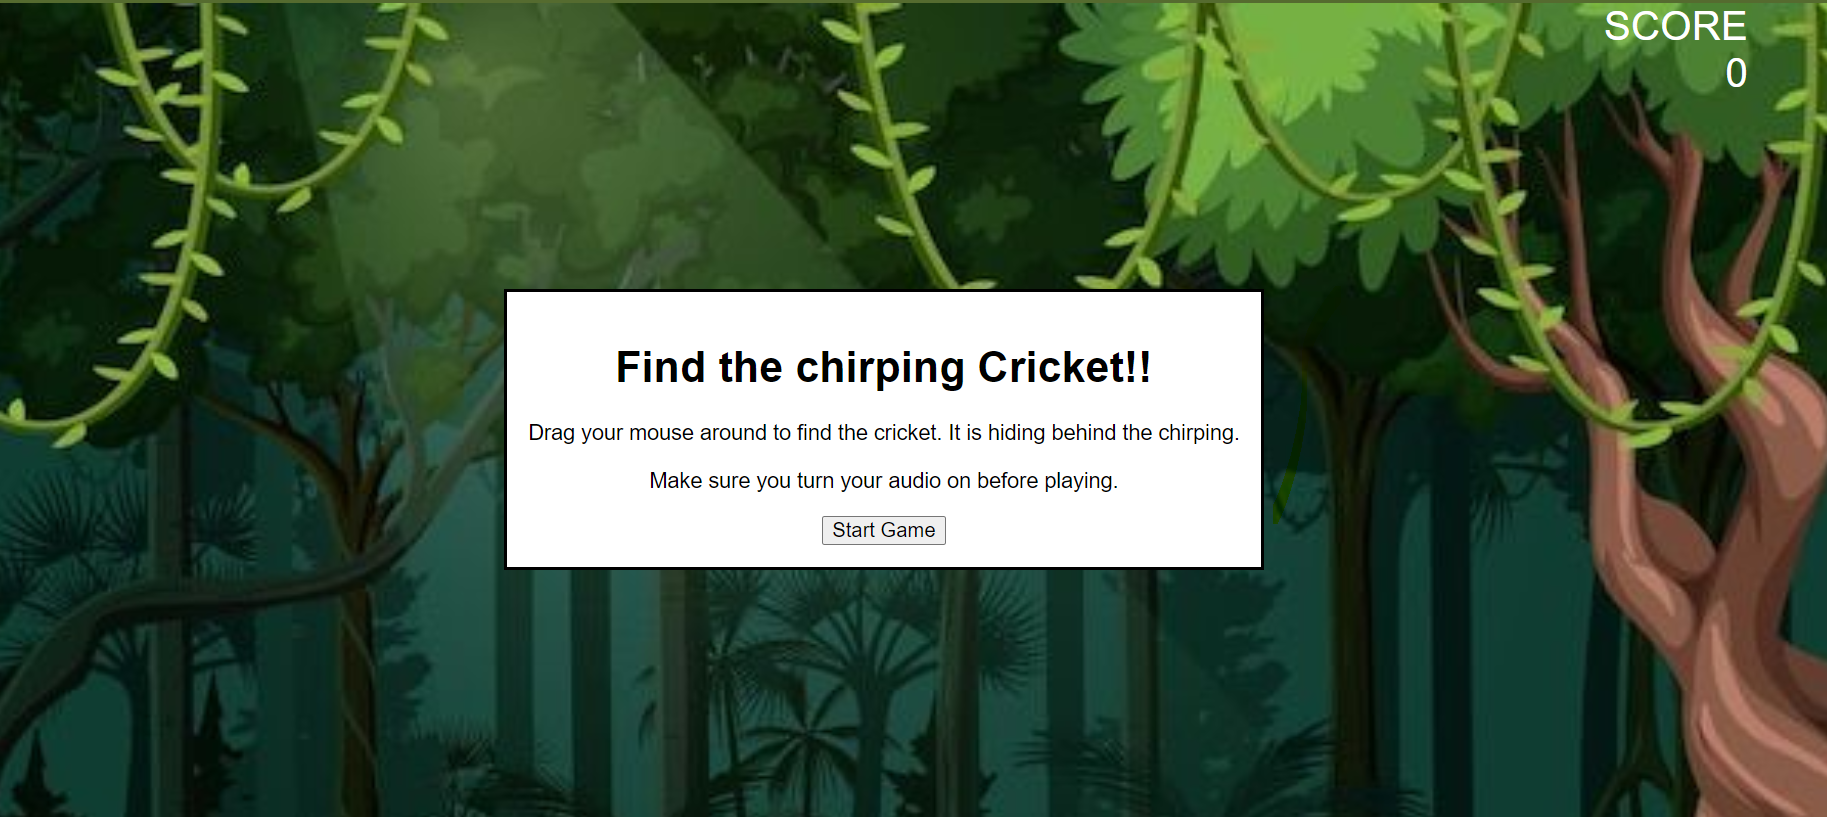 SCORE
0
Find the chirping Cricket!!
Drag your mouse around to find the cricket. It is hiding behind the chirping.
Make sure you turn your audio on before playing.
Start Game